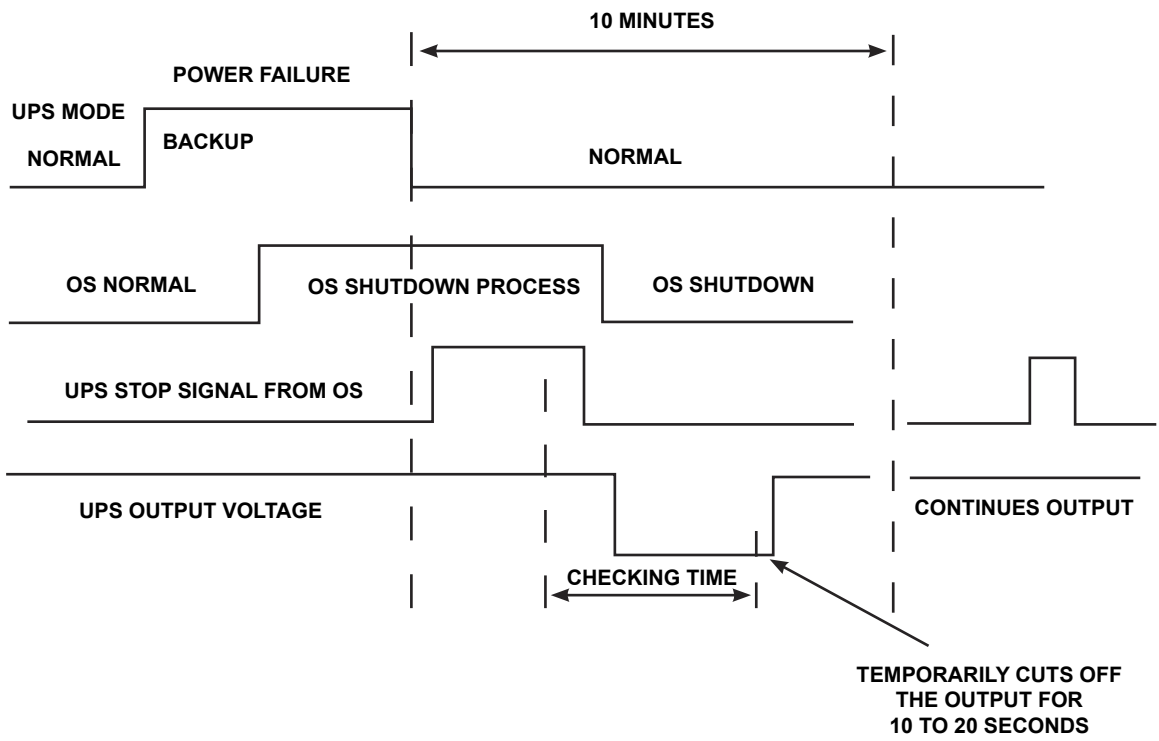 10 MINUTES
POWER FAILURE
UPS MODE
BACKUP
NORMAL
NORMAL
OS NORMAL
OS SHUTDOWN PROCESS
OS SHUTDOWN
UPS STOP SIGNAL FROM OS
UPS OUTPUT VOLTAGE
CONTINUES OUTPUT
CHECKING TIME
TEMPORARILY CUTS OFF
THE OUTPUT FOR
10 TO 20 SECONDS